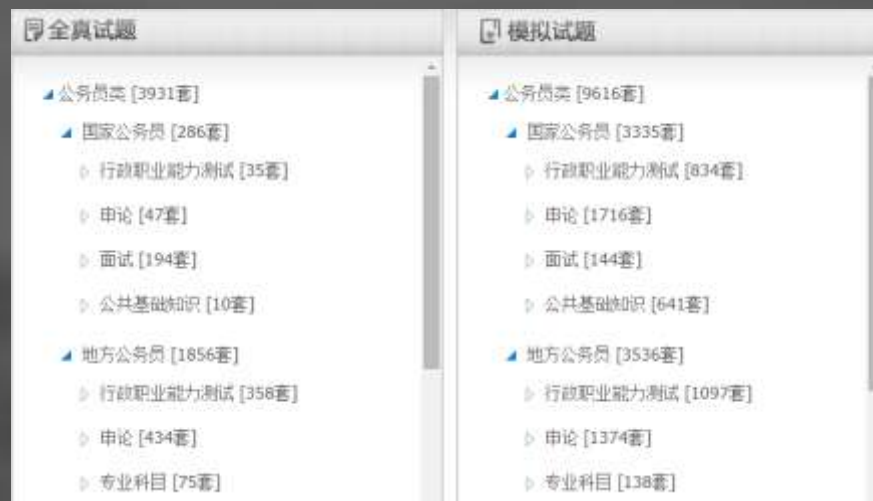 全真试题
公务员类 [3931套]
国家公务员 [286套]
行政职业能力测试 [35套]
申论 [47套]
面试 [194套]
公共基础知识 [10套]
地方公务员 [1856套]
行政职业能力测试 [358套]
申论 [434套]
专业科目 [75套]
模拟试题
公务员类 [9616套]
国家公务员 [3335套]
行政职业能力测试 [834套]
申论 [1716套]
面试 [144套]
公共基础知识 [641套]
地方公务员 [3536套]
行政职业能力测试 [1097套]
申论 [1374套]
专业科目 [138套]